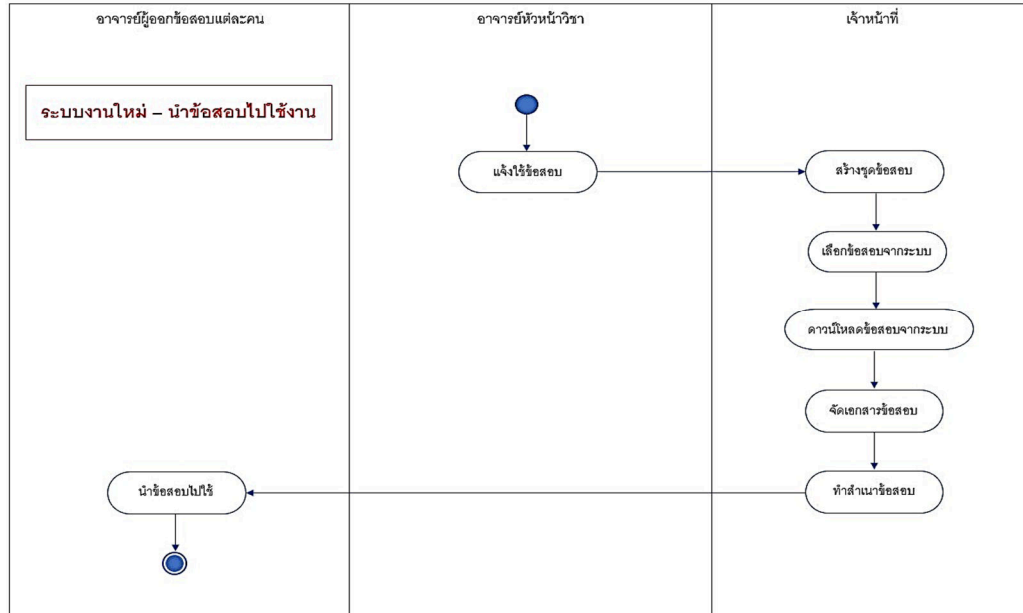 อาจารย์ผู้ออกข้อสอบแต่ละคน
อาจารย์หัวหน้าวิชา
เจ้าหน้าที่
ระบบงานใหม่ – นำข้อสอบไปใช้งาน
แจ้งใช้ข้อสอบ
สร้างชุดข้อสอบ
เลือกข้อสอบจากระบบ
ดาวน์โหลดข้อสอบจากระบบ
จัดเอกสารข้อสอบ
ทำสำเนาข้อสอบ
นำข้อสอบไปใช้